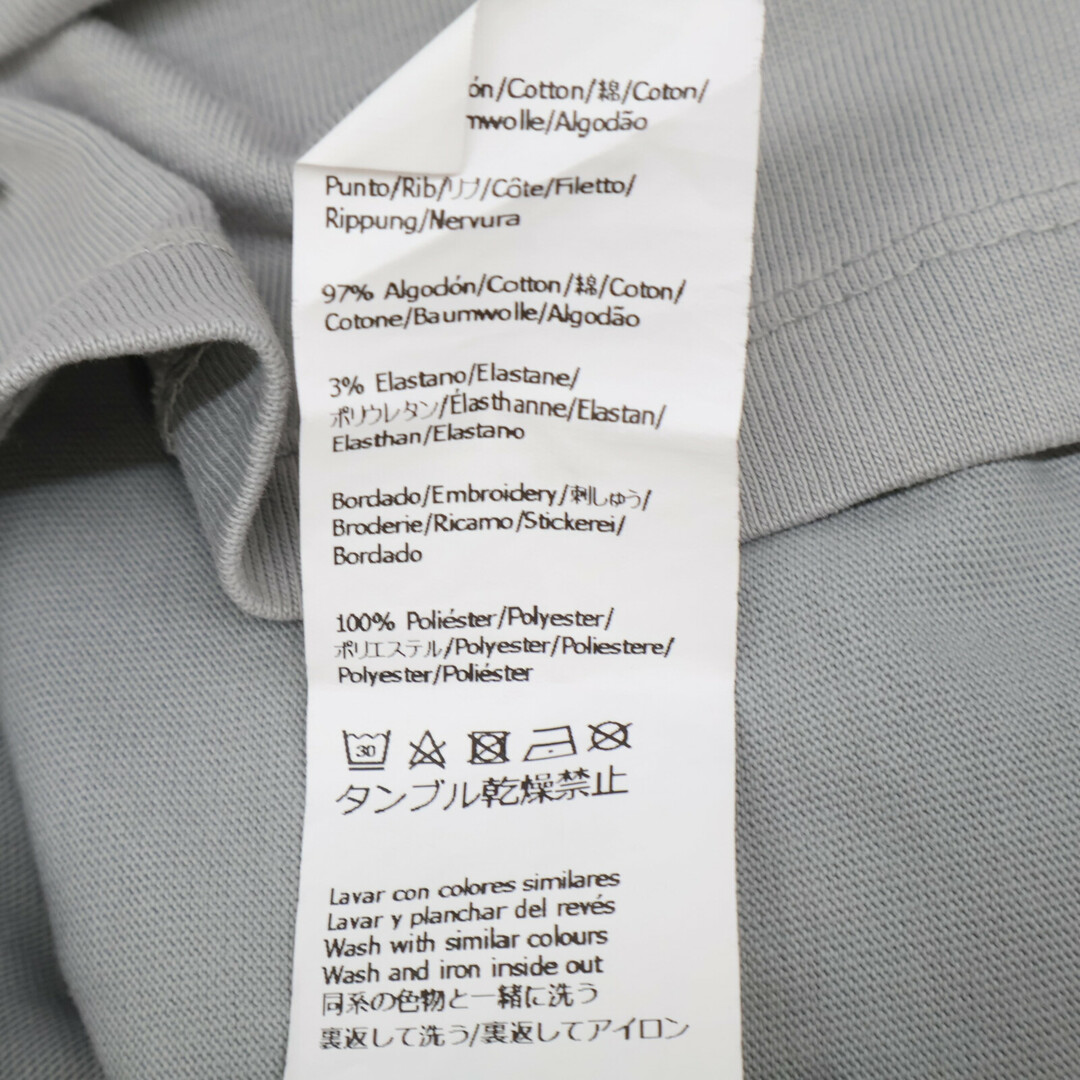 /Cotton/綿/Coton/
/Algodão
Punto/Rib/リブ/Côte/Filetto/
Rippung/Nervura
97% Algodón/Cotton/綿/Coton/
Cotone/Baumwolle/Algodão
3% Elastano/Elastane/
ポリウレタン/Élasthanne/Elastan/
Elasthan/Elastano
Bordado/Embroidery/刺しゅう/
Broderie/Ricamo/Stickerei/
Bordado
100% Poliéster/Polyester/
ポリエステル/Polyester/Poliestere/
Polyester/Poliéster
30
タンブル乾燥禁止
Lavar con colores similares
Lavar y planchar del revés
Wash with similar colours
Wash and iron inside out
同系の色物と一緒に洗う
裏返して洗う/裏返してアイロン